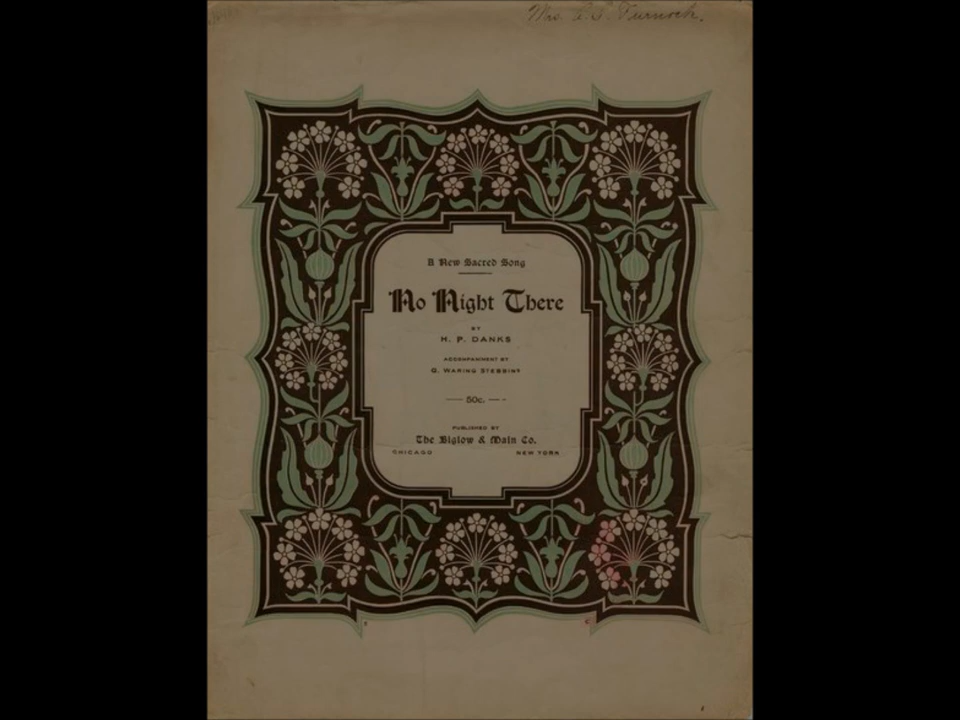 Mrs.
A New Sacred Song
No Night There
BY
H. P. DANKS
ACCOMPANIMENT BY
G. WARING STEBBINS
50c.
PUBLISHED BY
The Biglow & Main Co.
CHICAGO NEW YORK